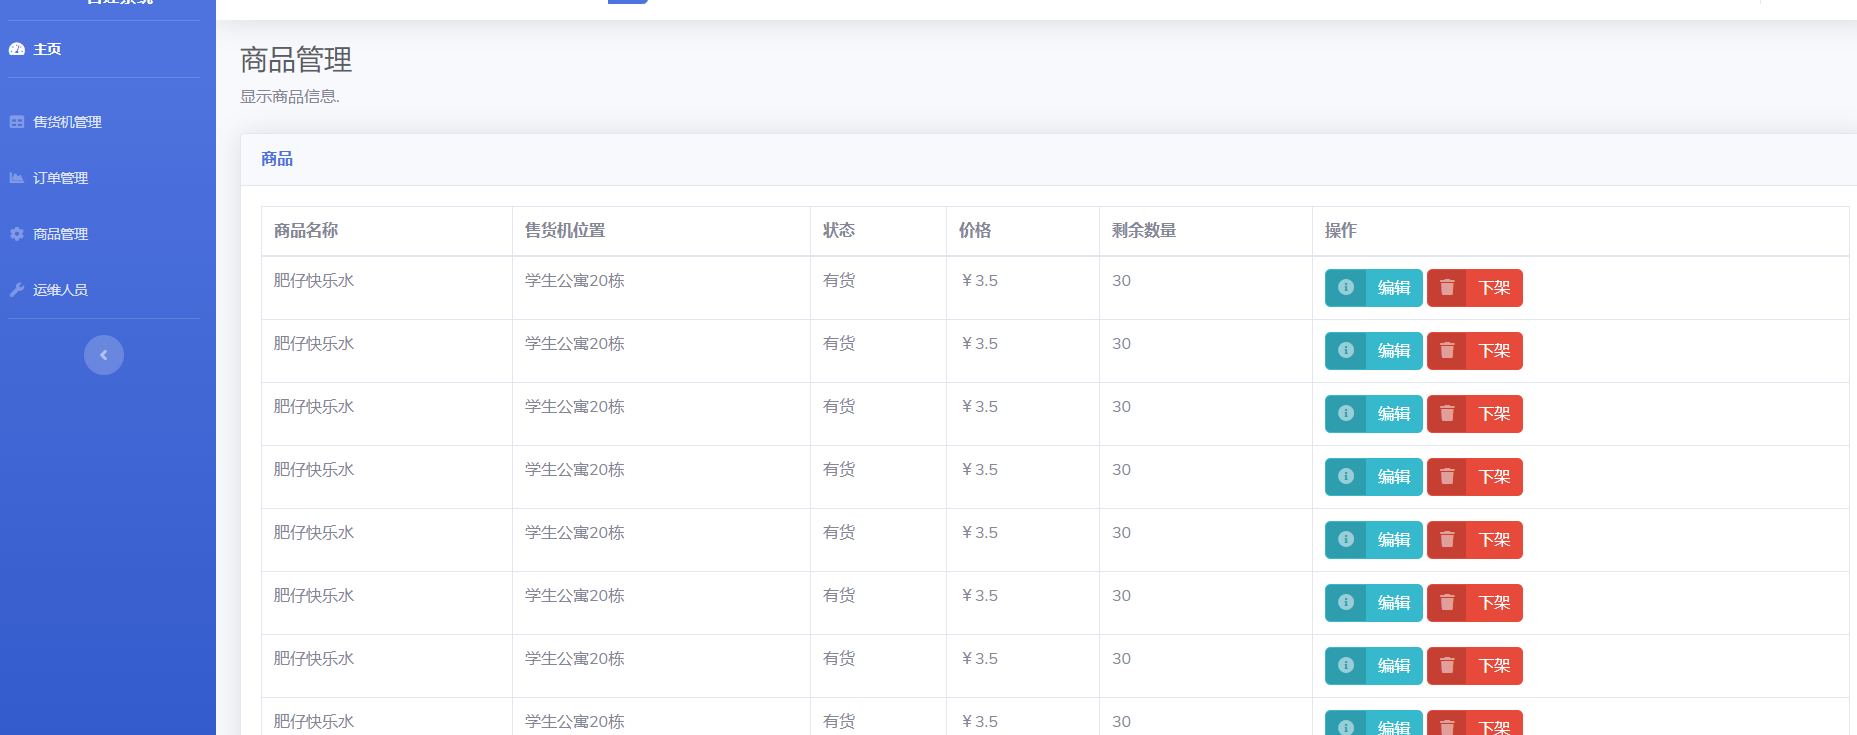 主页
售货机管理
订单管理
商品管理
运维人员
商品管理
显示商品信息.
商品
商品名称 售货机位置 状态 价格 剩余数量 操作
肥仔快乐水 学生公寓20栋 有货 ￥3.5 30 编辑 下架
肥仔快乐水 学生公寓20栋 有货 ￥3.5 30 编辑 下架
肥仔快乐水 学生公寓20栋 有货 ￥3.5 30 编辑 下架
肥仔快乐水 学生公寓20栋 有货 ￥3.5 30 编辑 下架
肥仔快乐水 学生公寓20栋 有货 ￥3.5 30 编辑 下架
肥仔快乐水 学生公寓20栋 有货 ￥3.5 30 编辑 下架
肥仔快乐水 学生公寓20栋 有货 ￥3.5 30 编辑 下架
肥仔快乐水 学生公寓20栋 有货 ￥3.5 30 编辑 下架